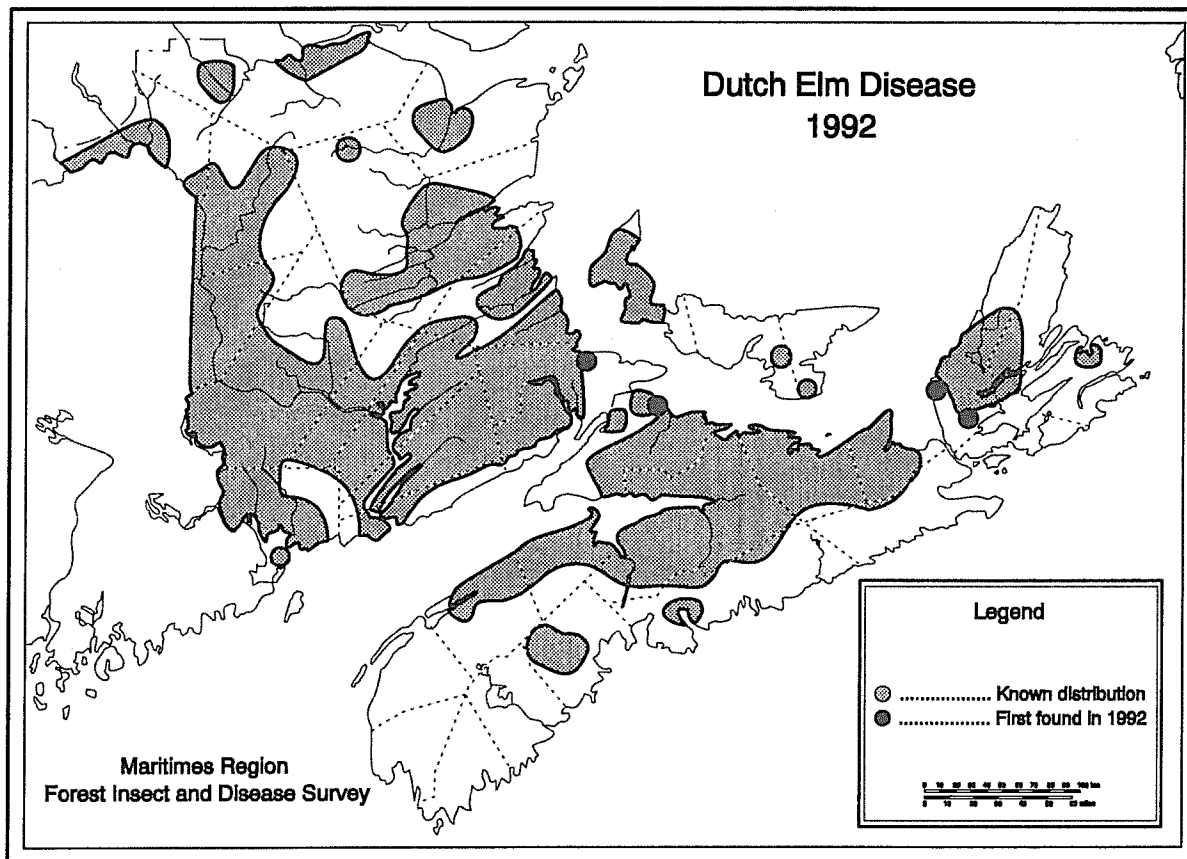 Dutch Elm Disease
1992
Legend
Known distribution
First found in 1992
Maritimes Region
Forest Insect and Disease Survey